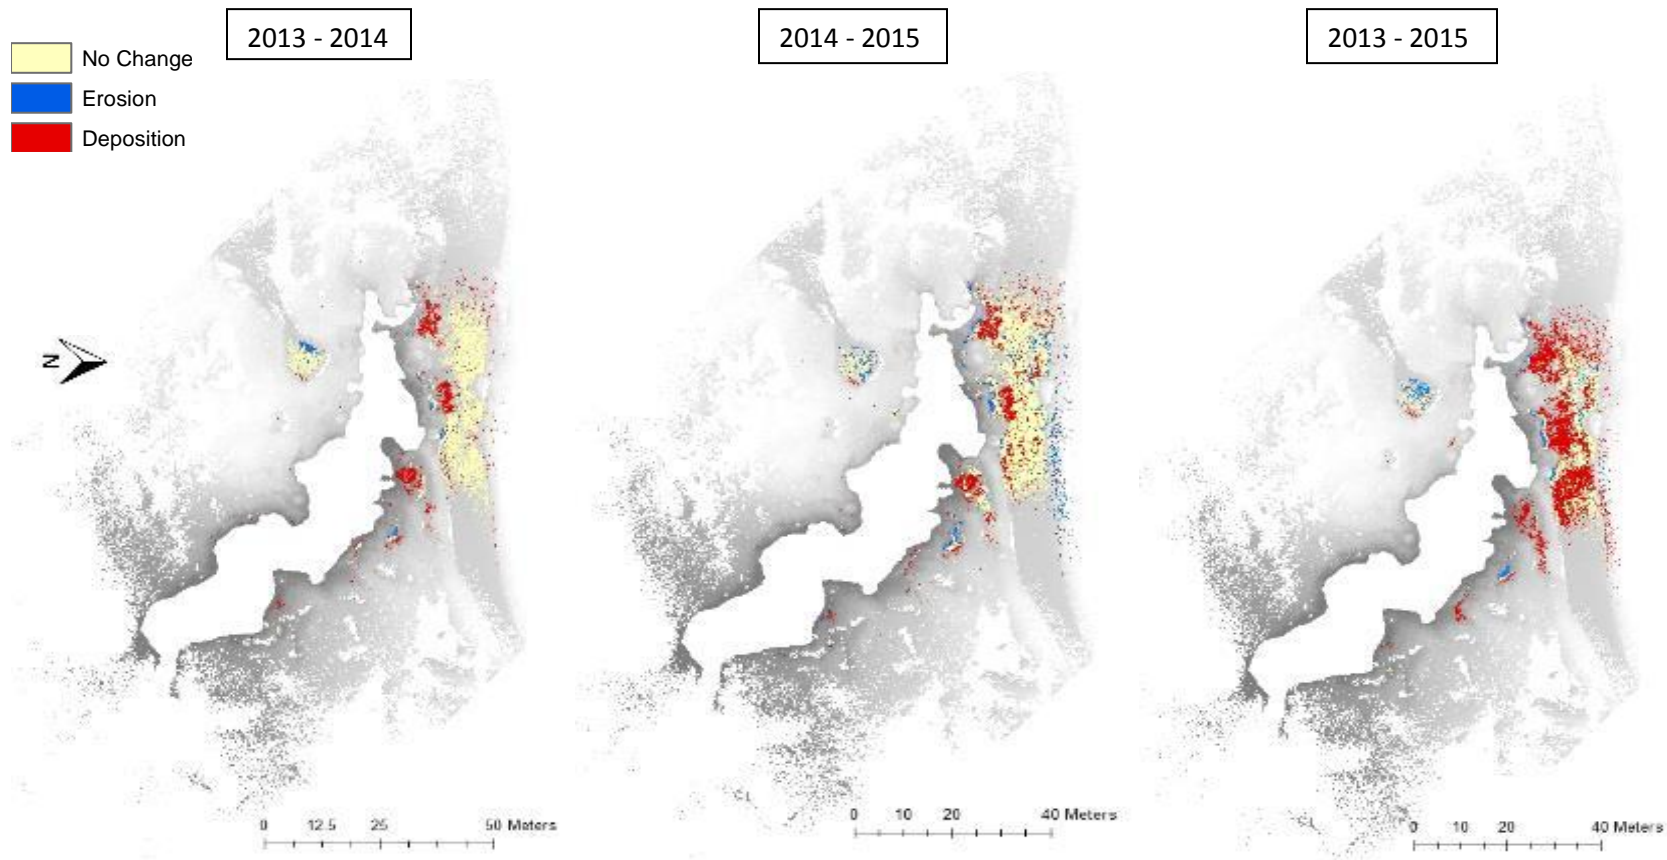 2013 - 2014
2014 - 2015
2013 - 2015
No Change
Erosion
Deposition
N
0 12.5 25 50 Meters
0 10 20 40 Meters
0 10 20 40 Meters